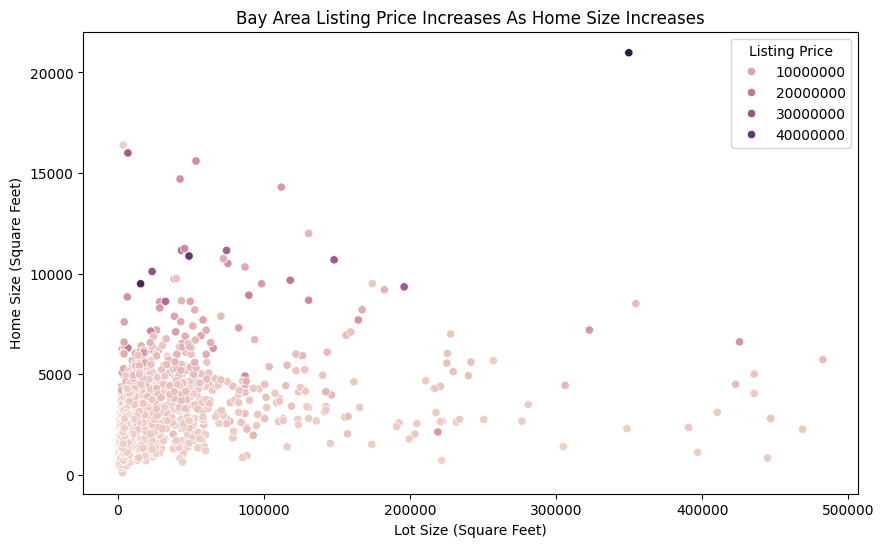 Bay Area Listing Price Increases As Home Size Increases
Listing Price
10000000
20000000
30000000
40000000
20000
15000
10000
5000
0
Home Size (Square Feet)
0 100000 200000 300000 400000 500000
Lot Size (Square Feet)